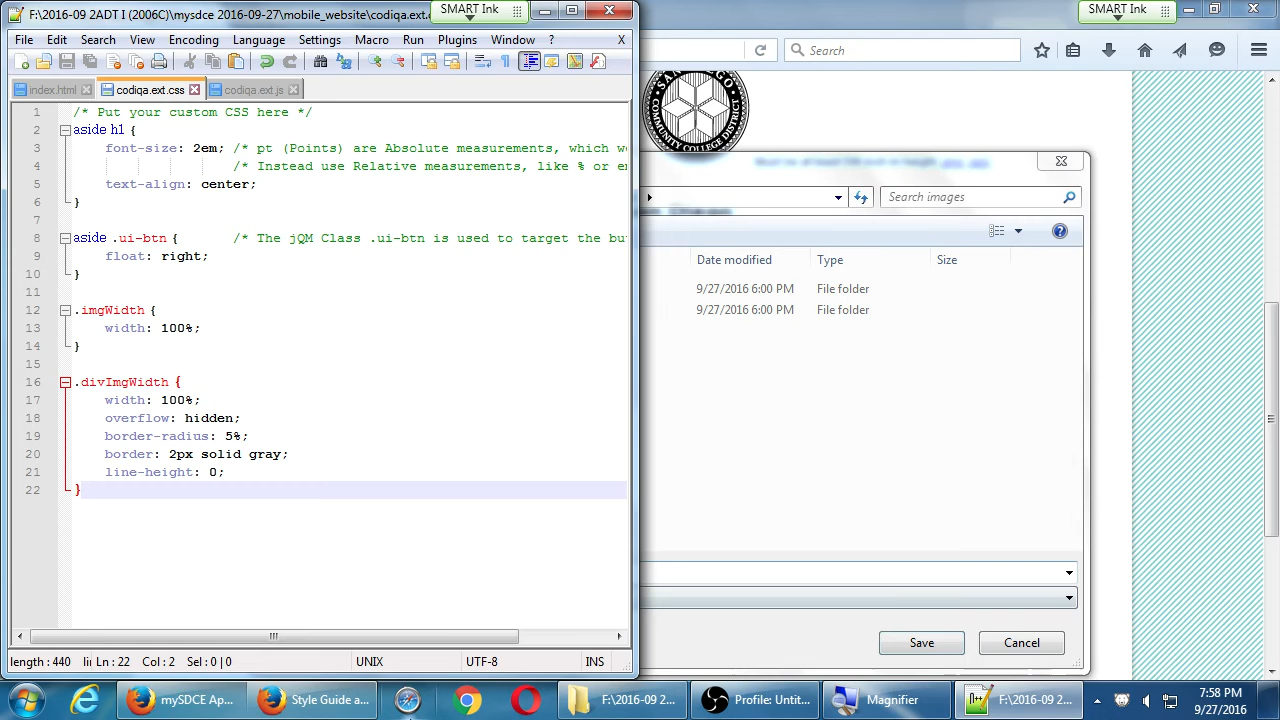 F:\2016-09 2ADT I (2006C)\mysdce 2016-09-27\mobile_website\codiqa.ext.
SMART Ink
SMART Ink
File Edit Search View Encoding Language Settings Macro Run Plugins Window ? X
Search
index.html codiqa.ext.css codiqa.ext.js
1 /* Put your custom CSS here */
2 aside h1 {
3 font-size: 2em; /* pt (Points) are Absolute measurements, which
4 /* Instead use Relative measurements, like % or
5 text-align: center;
6 }
7
8 aside .ui-btn { /* The jQM Class .ui-btn is used to target the
9 float: right;
10 }
11
12 .imgWidth {
13 width: 100%;
14 }
15
16 .divImgWidth {
17 width: 100%;
18 overflow: hidden;
19 border-radius: 5%;
20 border: 2px solid gray;
21 line-height: 0;
22 }
COMMUNITY COLLEGE DISTRICT
Search images
Date modified Type Size
9/27/2016 6:00 PM File folder
9/27/2016 6:00 PM File folder
Save Cancel
length : 440 Ln : 22 Col : 2 Sel : 0 | 0 UNIX UTF-8 INS
mySDCE Ap... Style Guide a... F:\2016-09 2... Profile: Untit... Magnifier F:\2016-09 2...
7:58 PM
9/27/2016